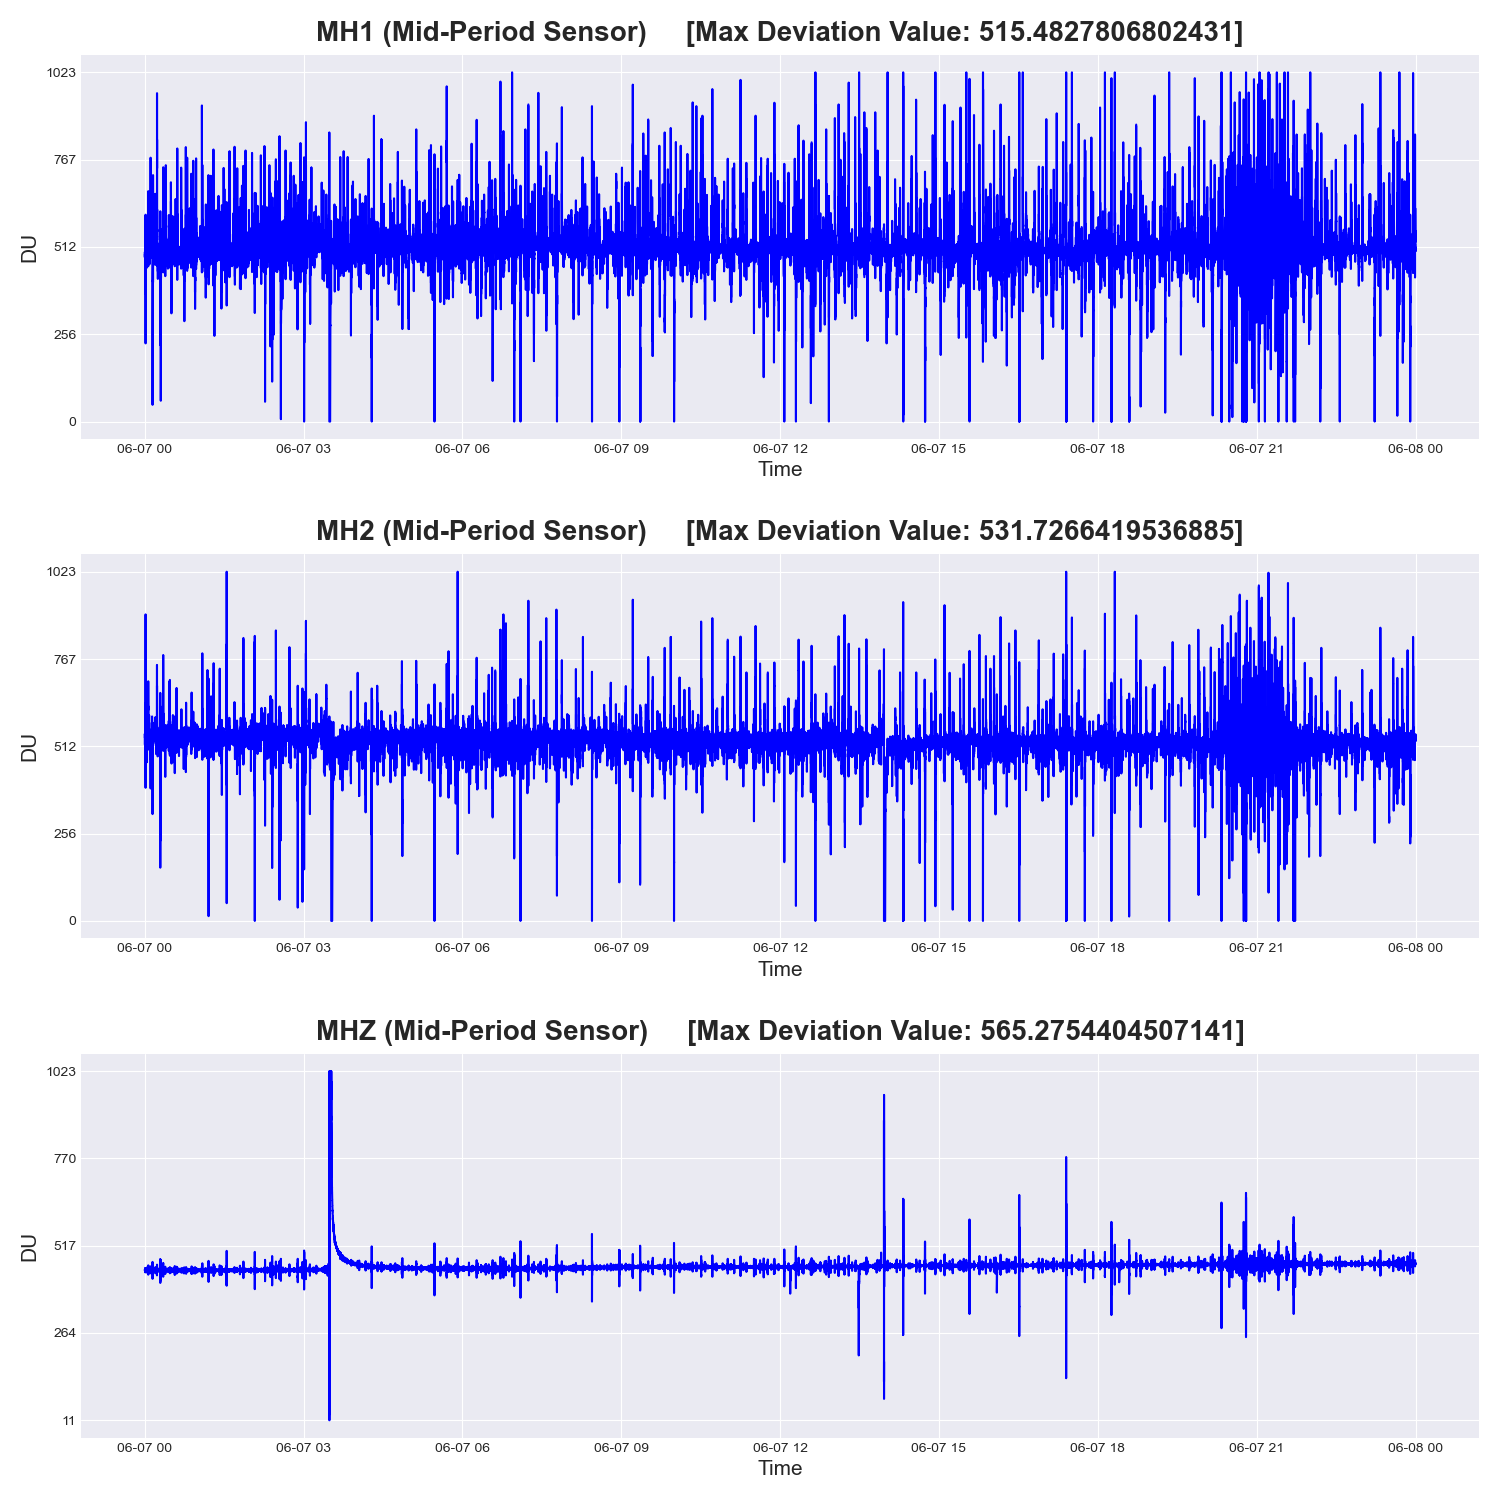 MH1 (Mid-Period Sensor) [Max Deviation Value: 515.4827806802431]
1023
767
512
256
0
DU
06-07 00 06-07 03 06-07 06 06-07 09 06-07 12 06-07 15 06-07 18 06-07 21 06-08 00
Time
MH2 (Mid-Period Sensor) [Max Deviation Value: 531.7266419536885]
1023
767
512
256
0
DU
06-07 00 06-07 03 06-07 06 06-07 09 06-07 12 06-07 15 06-07 18 06-07 21 06-08 00
Time
MHZ (Mid-Period Sensor) [Max Deviation Value: 565.2754404507141]
1023
770
517
264
11
DU
06-07 00 06-07 03 06-07 06 06-07 09 06-07 12 06-07 15 06-07 18 06-07 21 06-08 00
Time